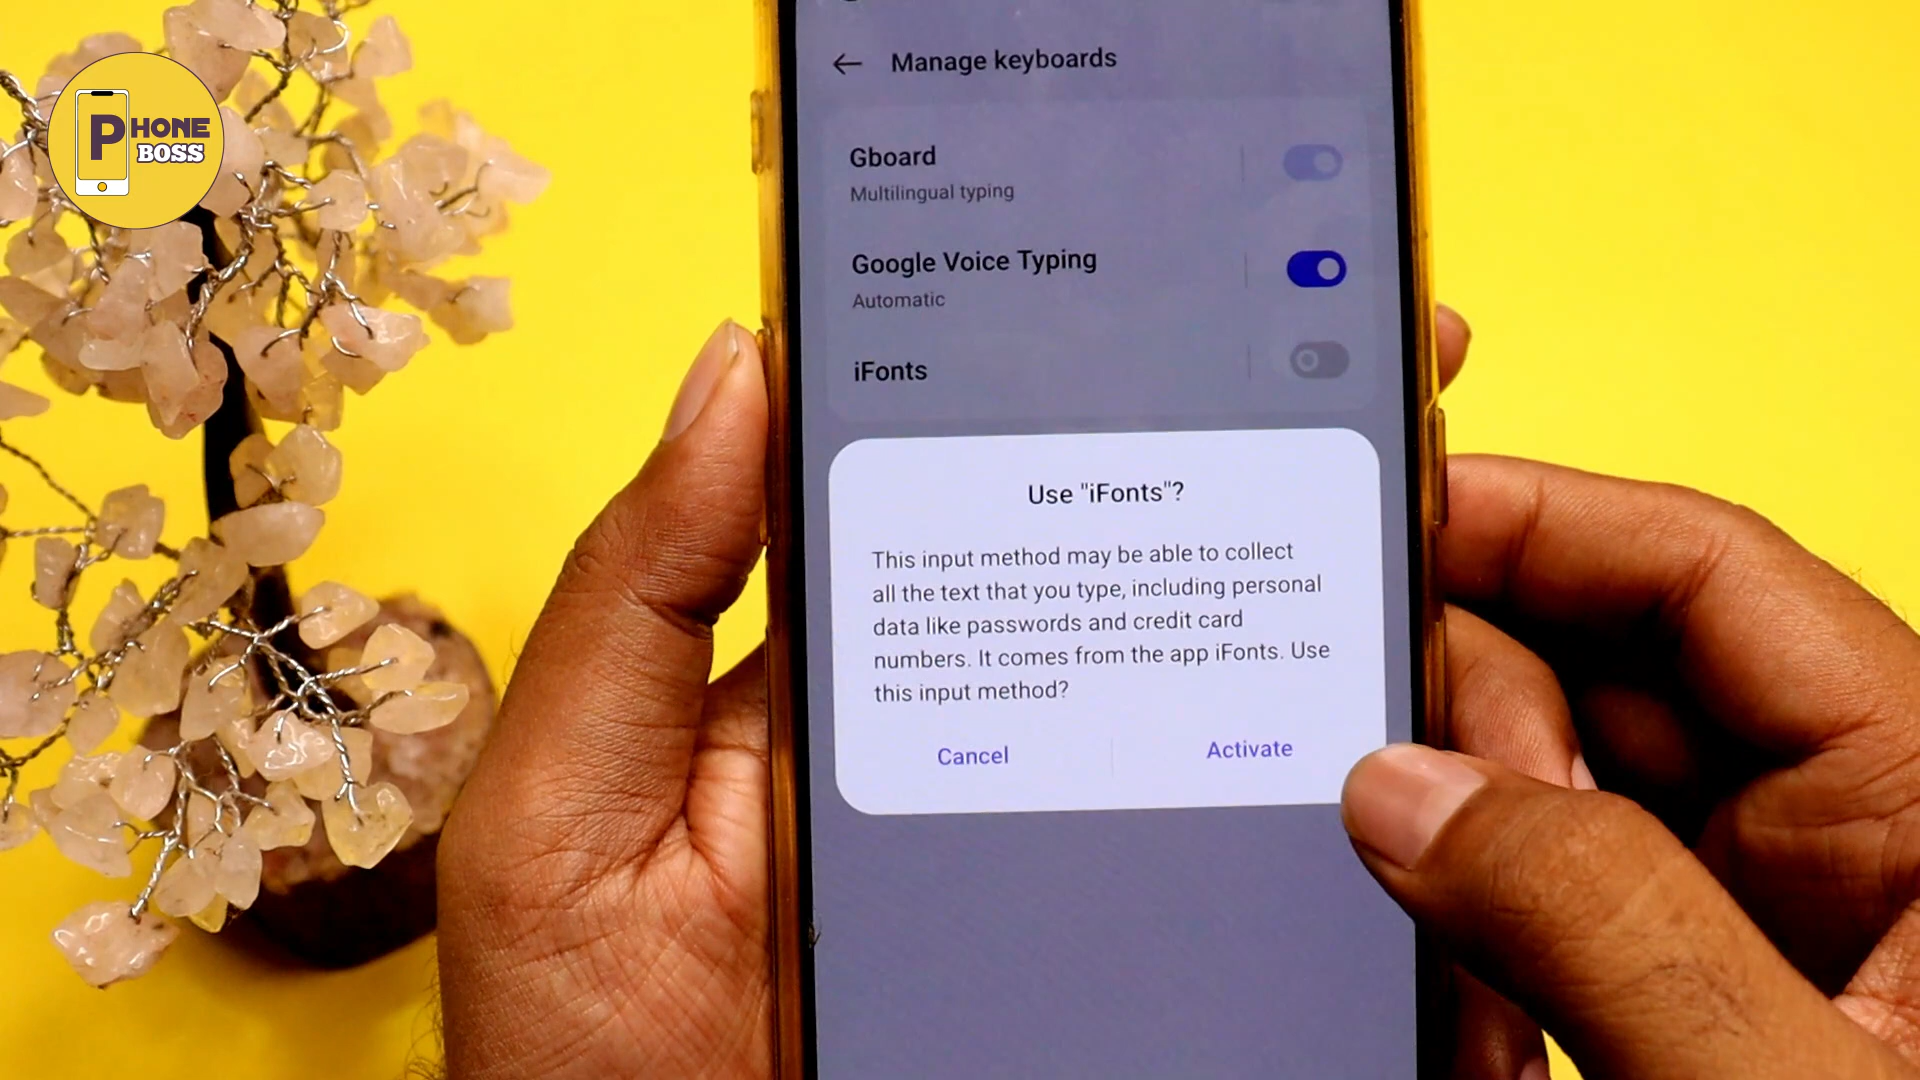 PHONE
BOSS
Manage keyboards
Gboard
Multilingual typing
Google Voice Typing
Automatic
iFonts
Use "iFonts"?
This input method may be able to collect
all the text that you type, including personal
data like passwords and credit card
numbers. It comes from the app iFonts. Use
this input method?
Cancel
Activate